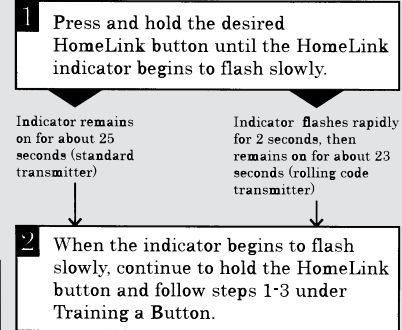 1
Press and hold the desired
HomeLink button until the HomeLink
indicator begins to flash slowly.
Indicator remains
on for about 25
seconds (standard
transmitter)
Indicator flashes rapidly
for 2 seconds, then
remains on for about 23
seconds (rolling code
transmitter)
2
When the indicator begins to flash
slowly, continue to hold the HomeLink
button and follow steps 1-3 under
Training a Button.